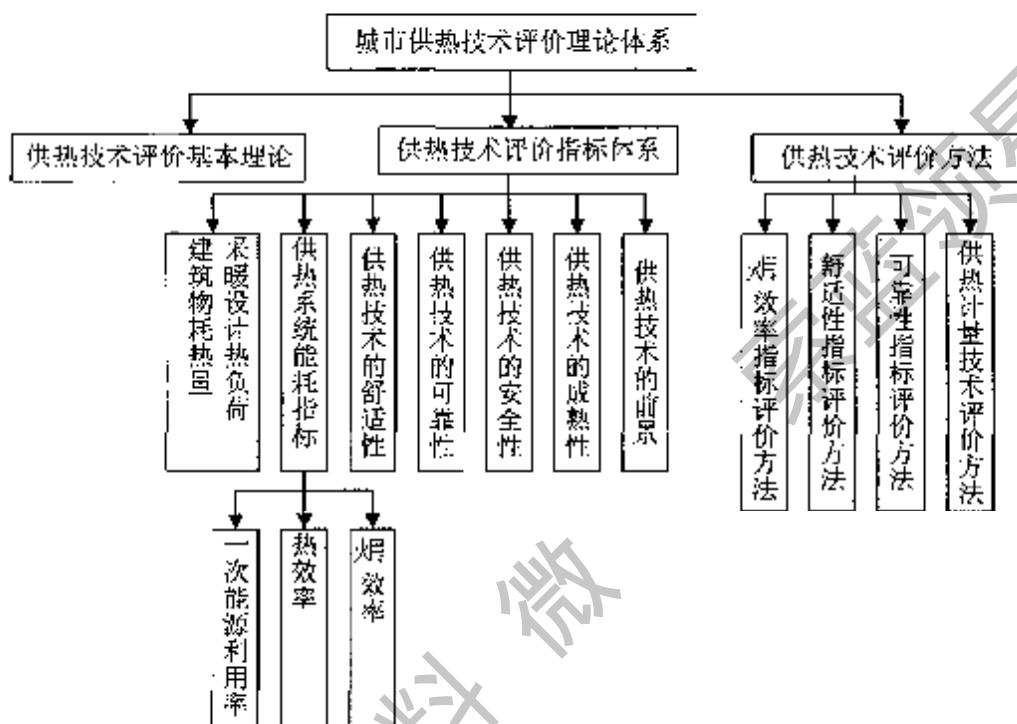 城市供热技术评价理论体系
供热技术评价基本理论
供热技术评价指标体系
供热技术评价方法
采暖设计热负荷
建筑物耗热量
供热系统能耗指标
供热技术的舒适性
供热技术的可靠性
供热技术的安全性
供热技术的成熟性
供热技术的前景
㶲效率指标评价方法
舒适性指标评价方法
可靠性指标评价方法
供热计量技术评价方法
一次能源利用率
热效率
㶲效率
索蓝领
料 微